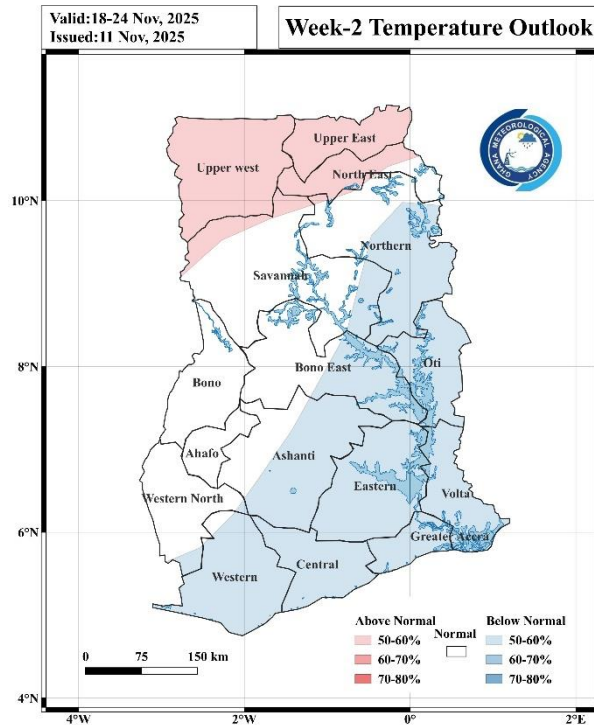 Valid:18-24 Nov, 2025
Issued:11 Nov, 2025
Week-2 Temperature Outlook
GHANA METEOROLOGICAL AGENCY
Upper East
Upper west
North East
10°N
Northern
Savannah
8°N
Bono East
Oti
Bono
Ahafo
Ashanti
Western North
Eastern
Volta
6°N
Greater Accra
Western
Central
Above Normal
Normal
Below Normal
50-60%
50-60%
60-70%
60-70%
70-80%
70-80%
0 75 150 km
4°N
4°W 2°W 0° 2°E